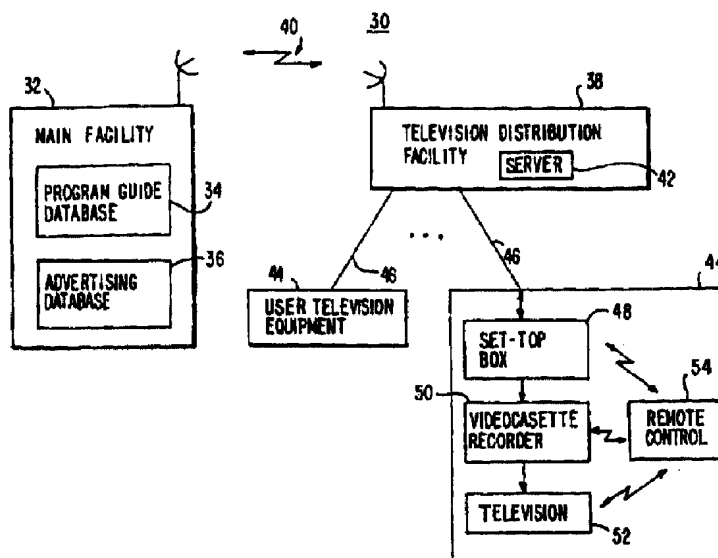 40
30
32
38
MAIN FACILITY
TELEVISION DISTRIBUTION
FACILITY
SERVER
42
PROGRAM GUIDE
DATABASE
34
36
ADVERTISING
DATABASE
...
46
46
44
44
USER TELEVISION
EQUIPMENT
48
SET-TOP
BOX
54
50
VIDEOCASETTE
RECORDER
REMOTE
CONTROL
TELEVISION
52